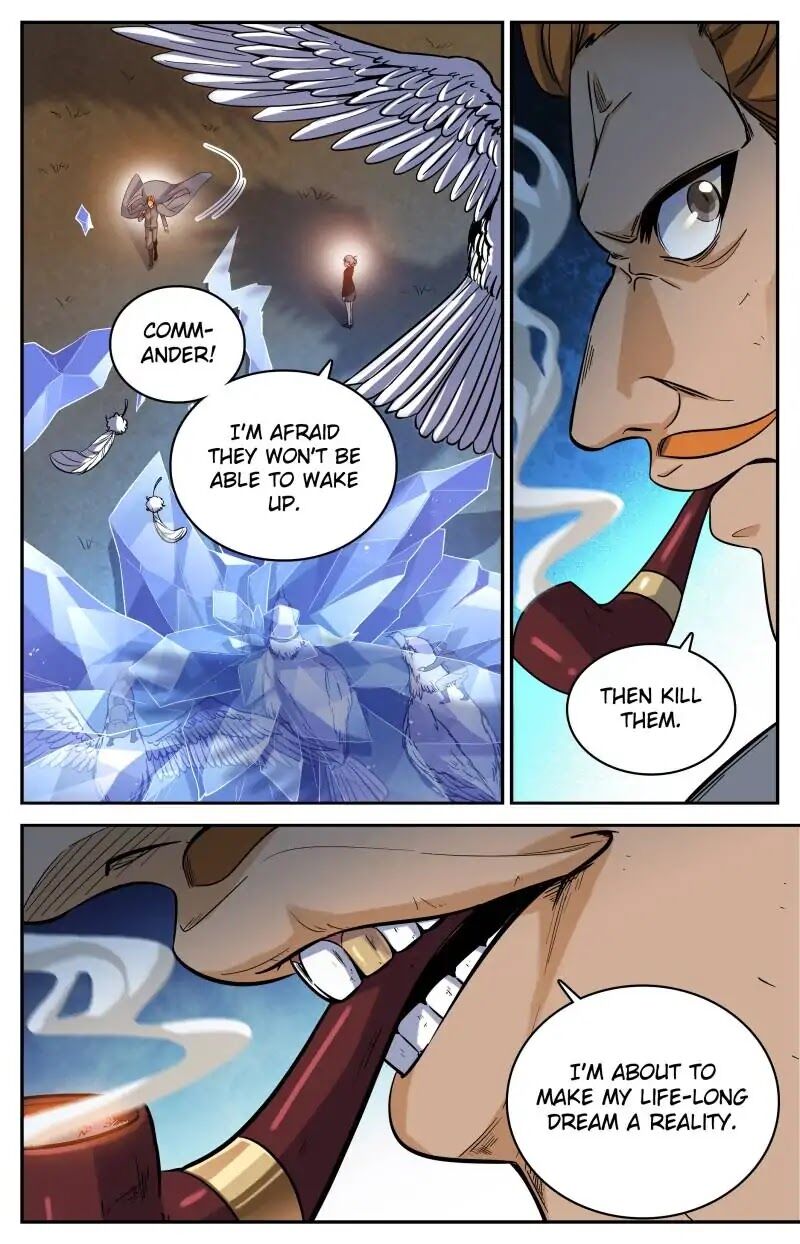 COMM-
ANDER!
I'M AFRAID
THEY WON'T BE
ABLE TO WAKE
UP.
THEN KILL
THEM.
I'M ABOUT TO
MAKE MY LIFE-LONG
DREAM A REALITY.